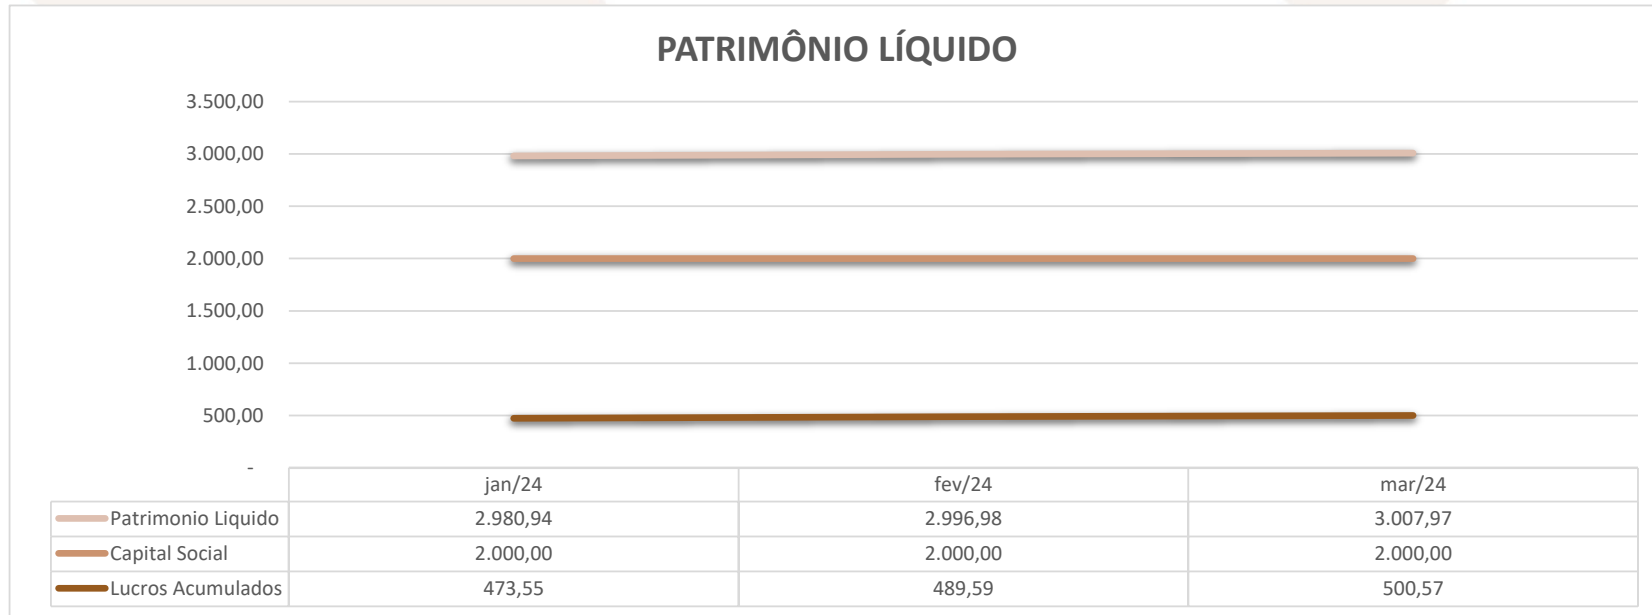 PATRIMÔNIO LÍQUIDO
3.500,00
3.000,00
2.500,00
2.000,00
1.500,00
1.000,00
500,00
-
jan/24 fev/24 mar/24
Patrimonio Liquido 2.980,94 2.996,98 3.007,97
Capital Social 2.000,00 2.000,00 2.000,00
Lucros Acumulados 473,55 489,59 500,57